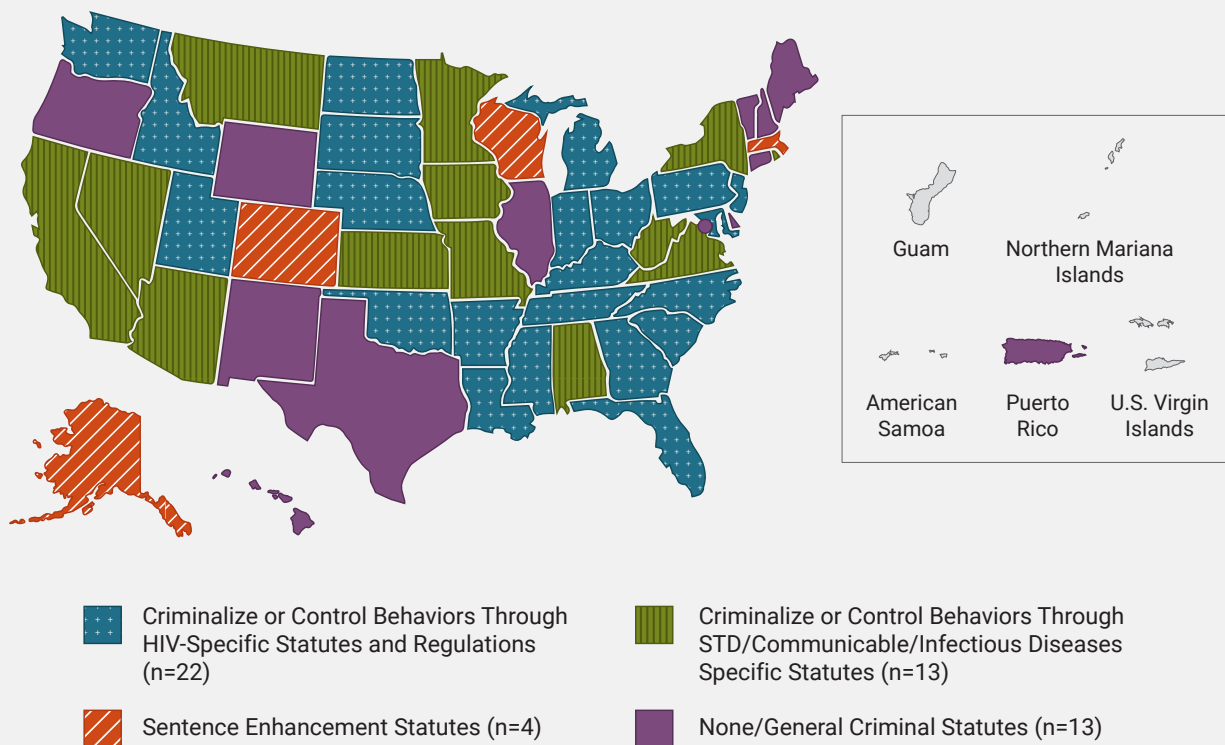 Guam
Northern Mariana
Islands
American
Samoa
Puerto
Rico
U.S. Virgin
Islands
Criminalize or Control Behaviors Through
HIV-Specific Statutes and Regulations
(n=22)
Criminalize or Control Behaviors Through
STD/Communicable/Infectious Diseases
Specific Statutes (n=13)
Sentence Enhancement Statutes (n=4)
None/General Criminal Statutes (n=13)